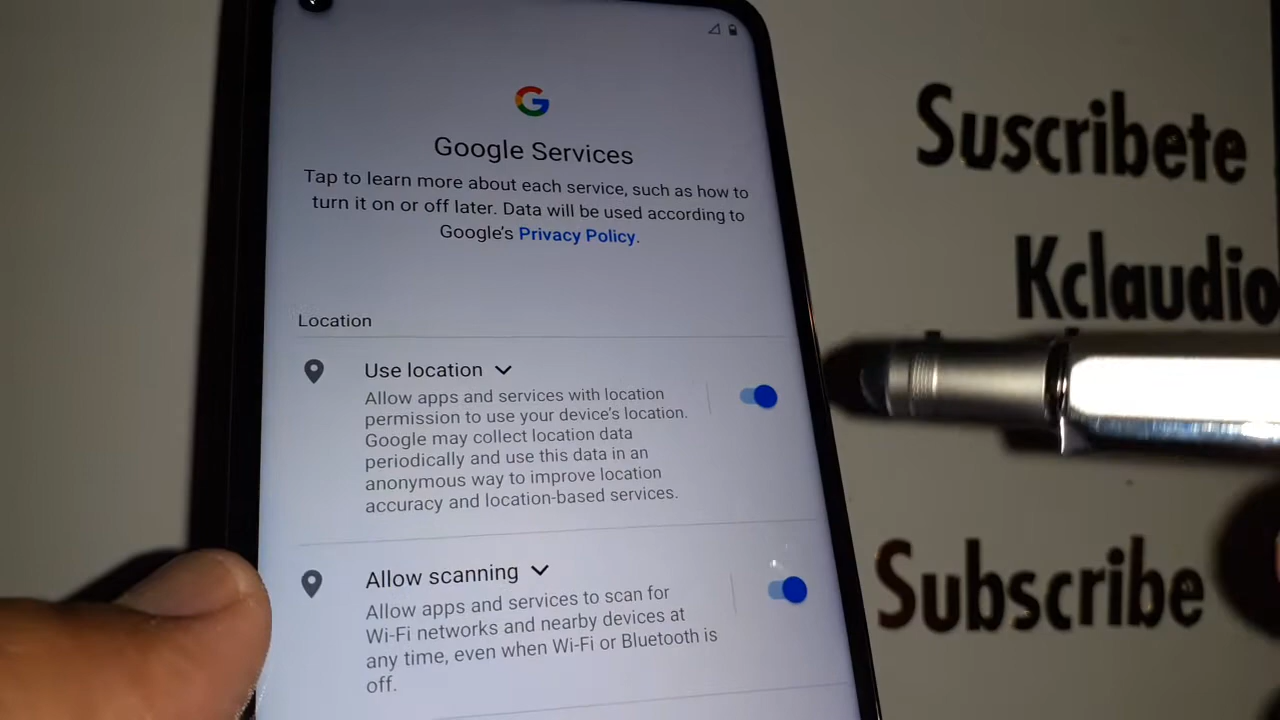 Google Services
Tap to learn more about each service, such as how to
turn it on or off later. Data will be used according to
Google's Privacy Policy.
Location
Use location
Allow apps and services with location
permission to use your device's location.
Google may collect location data
periodically and use this data in an
anonymous way to improve location
accuracy and location-based services.
Allow scanning
Allow apps and services to scan for
Wi-Fi networks and nearby devices at
any time, even when Wi-Fi or Bluetooth is
off.
Suscribete
Kclaudio
Subscribe